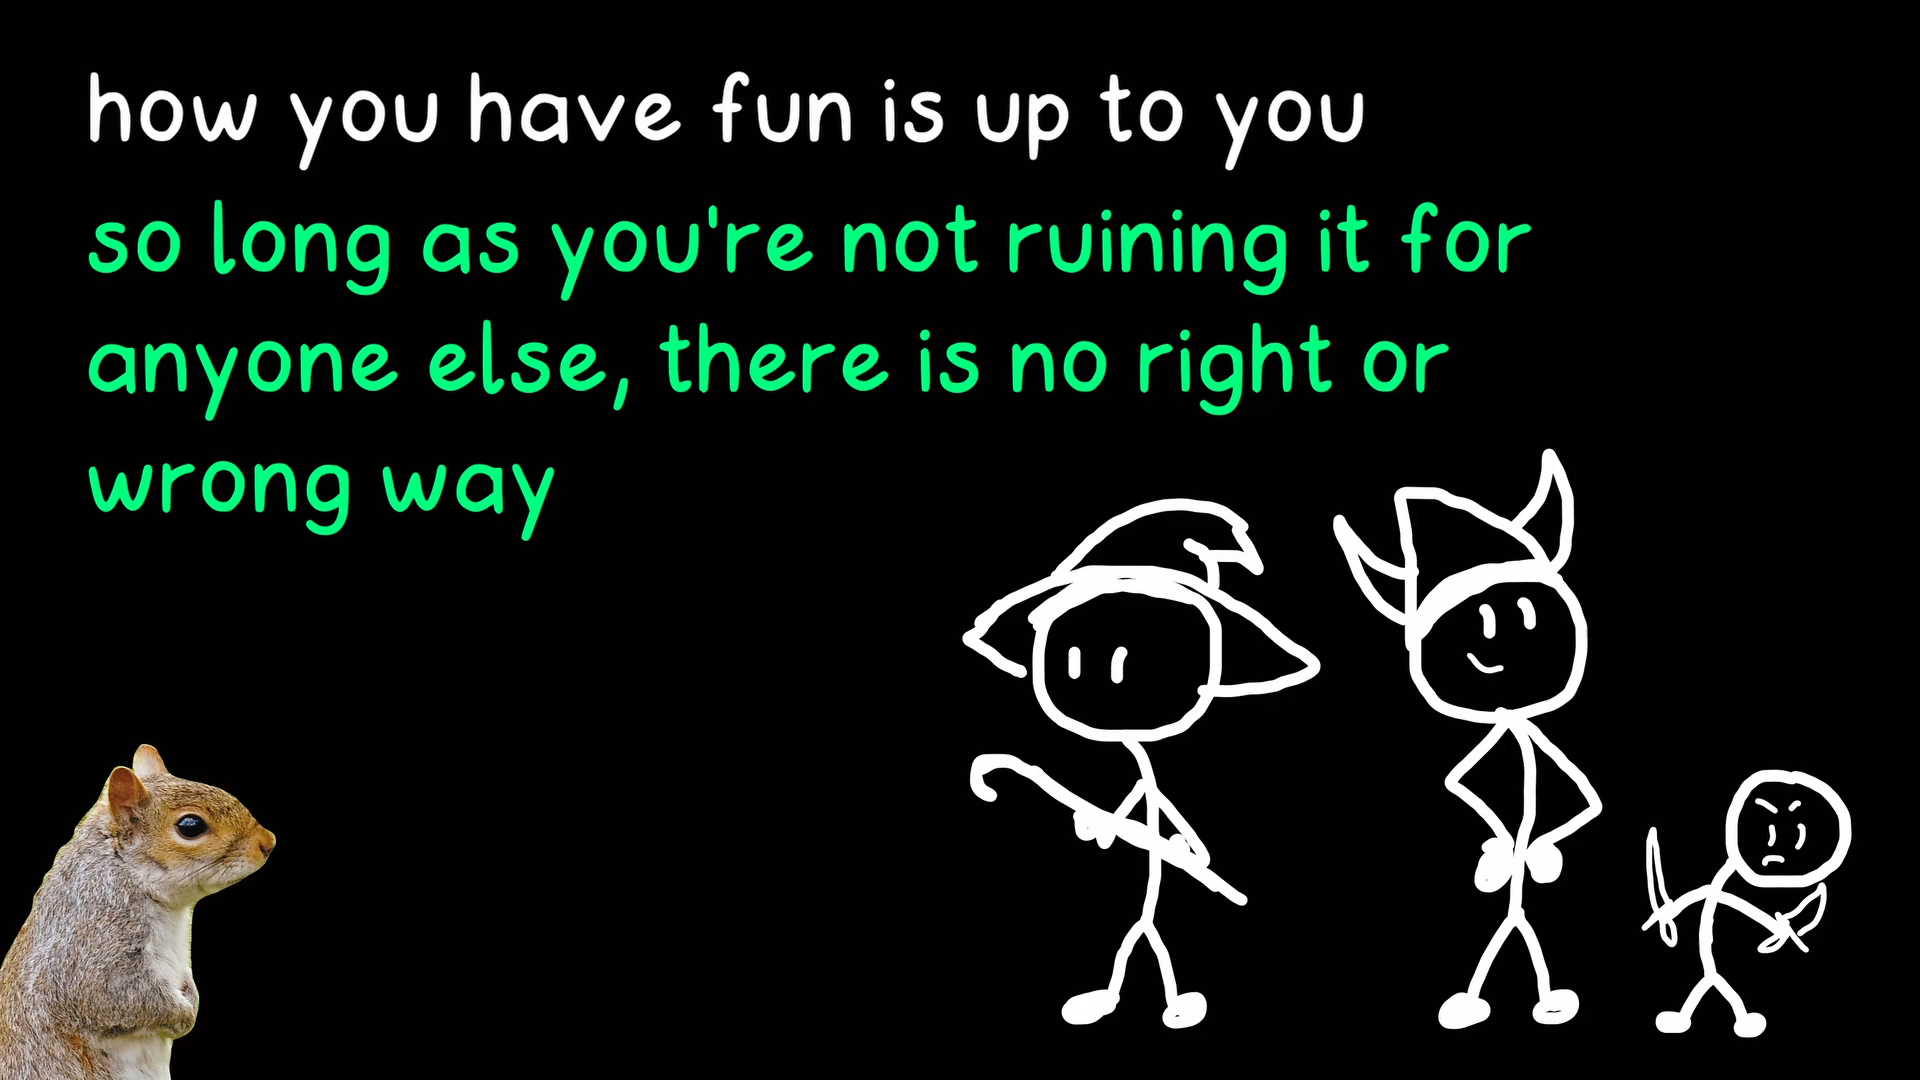 how you have fun is up to you
so long as you're not ruining it for
anyone else, there is no right or
wrong way